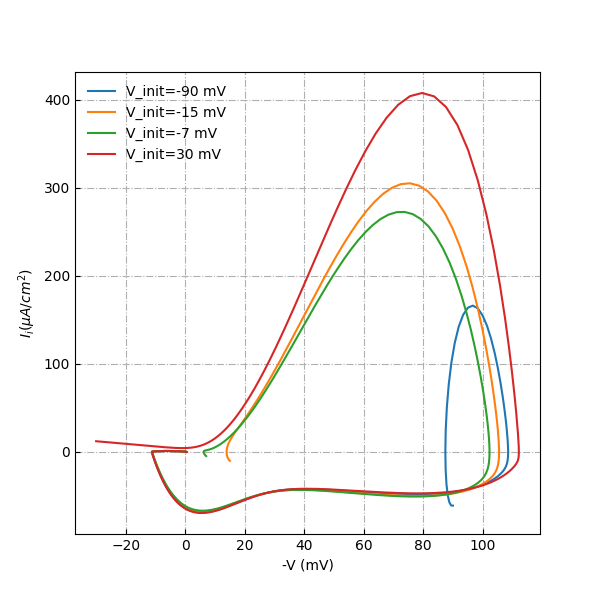 V_init=-90 mV
V_init=-15 mV
V_init=-7 mV
V_init=30 mV
400
300
200
100
0
I_i(μA/cm²)
−20 0 20 40 60 80 100
-V (mV)